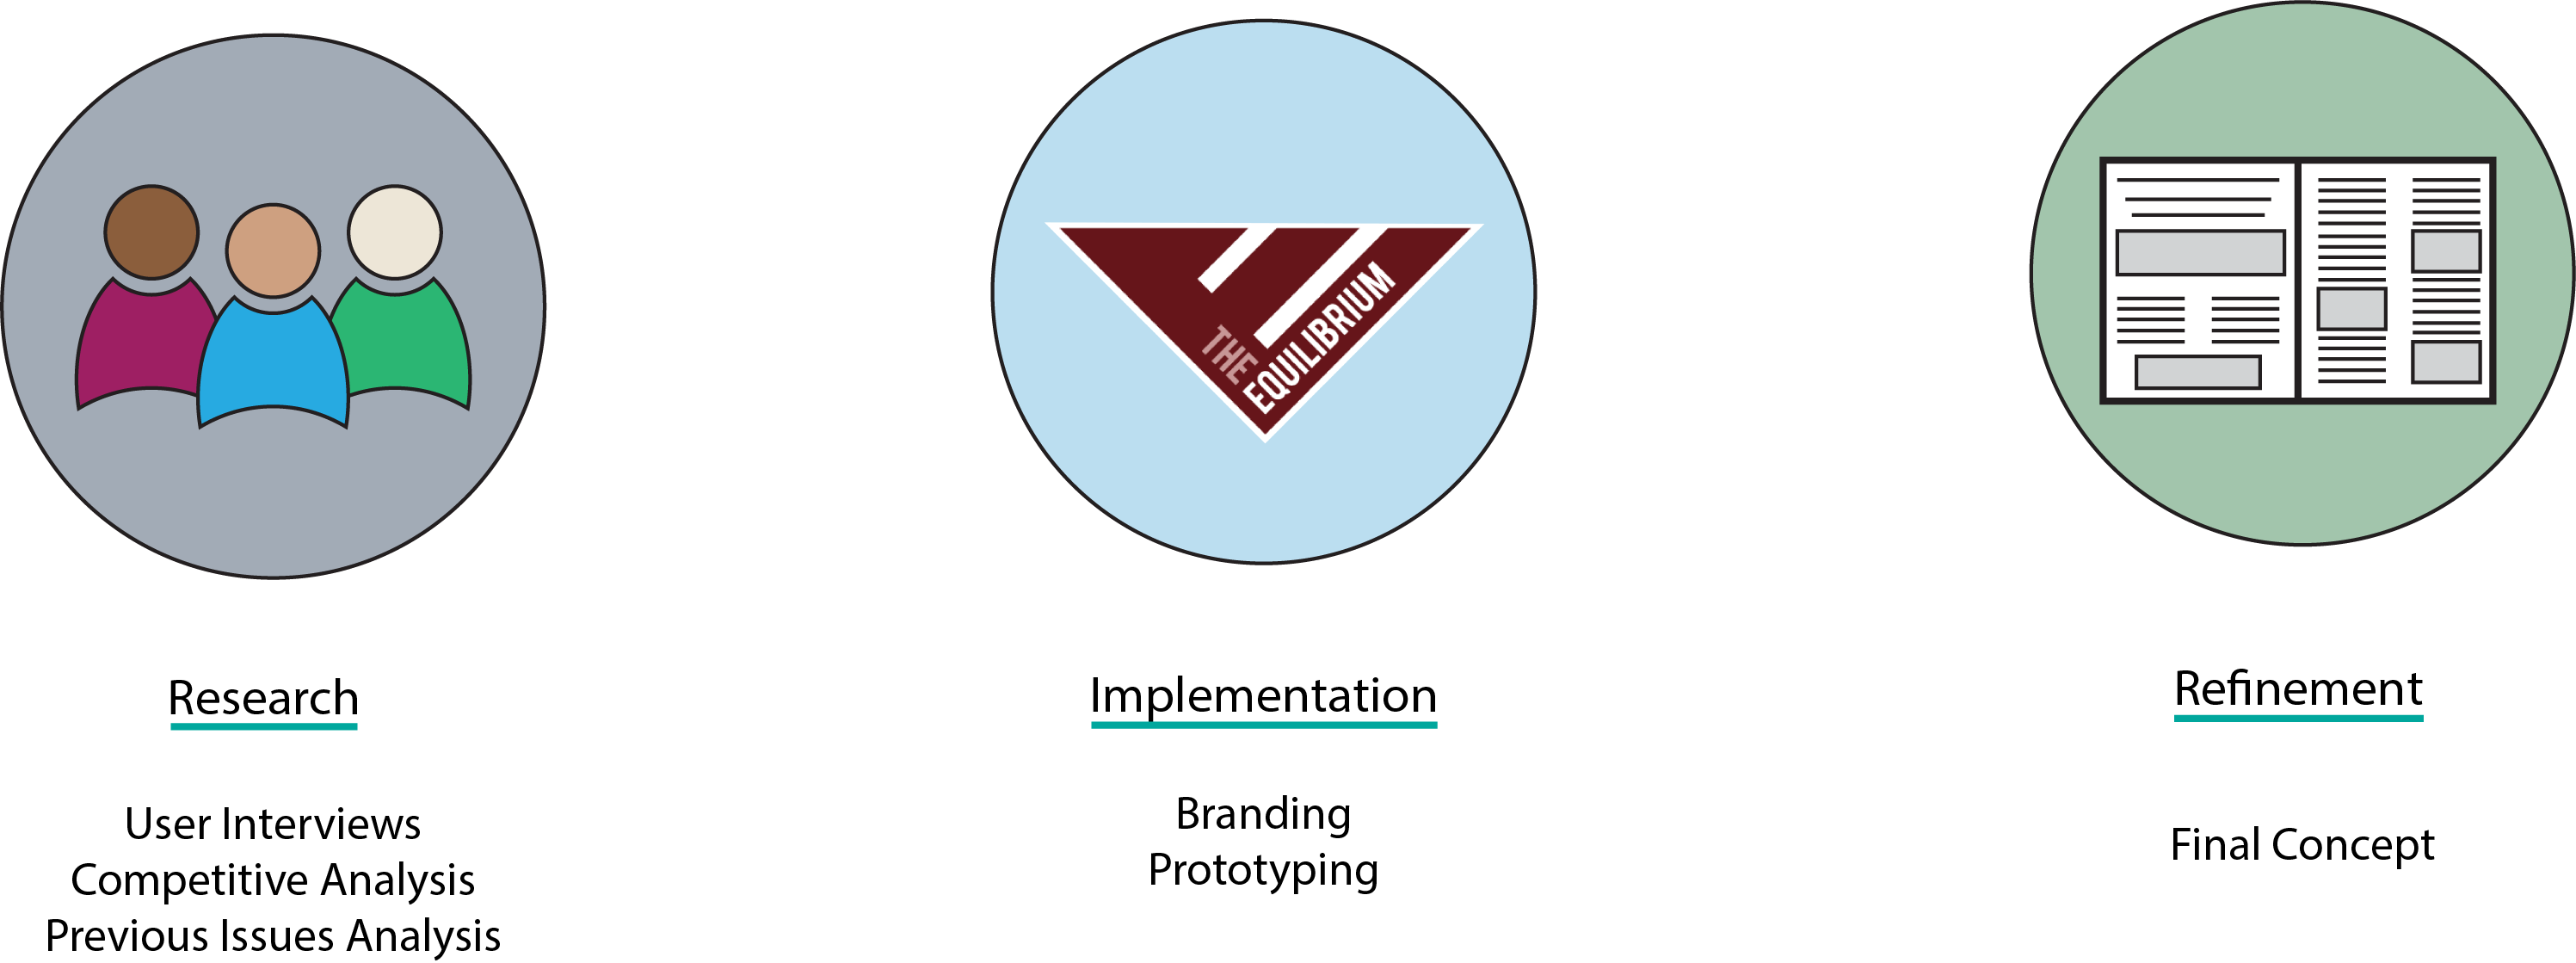 THE
EQUILIBRIUM
Research
User Interviews
Competitive Analysis
Previous Issues Analysis
Implementation
Branding
Prototyping
Refinement
Final Concept